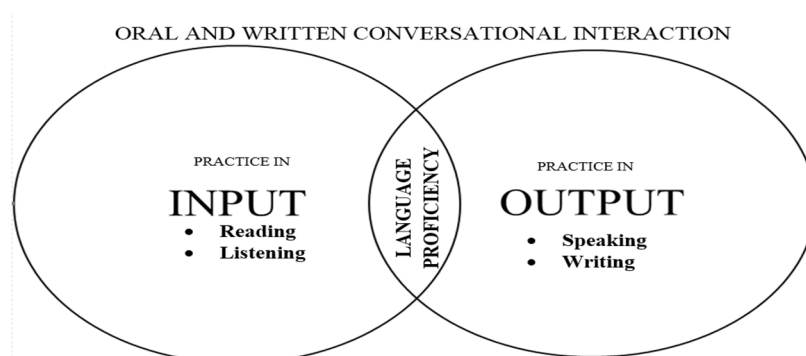 ORAL AND WRITTEN CONVERSATIONAL INTERACTION
PRACTICE IN
INPUT
• Reading
• Listening
LANGUAGE
PROFICIENCY
PRACTICE IN
OUTPUT
• Speaking
• Writing